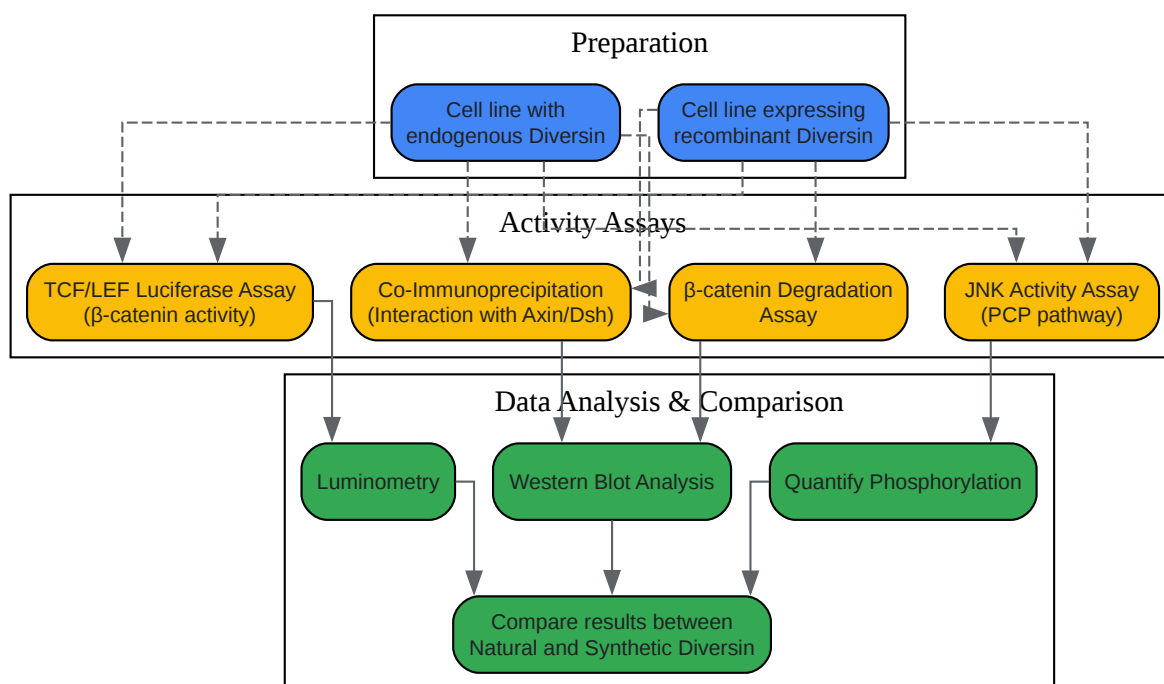 Preparation
Cell line with
endogenous Diversin
Cell line expressing
recombinant Diversin
Activity Assays
TCF/LEF Luciferase Assay
(β-catenin activity)
Co-Immunoprecipitation
(Interaction with Axin/Dsh)
β-catenin Degradation
Assay
JNK Activity Assay
(PCP pathway)
Data Analysis & Comparison
Luminometry
Western Blot Analysis
Quantify Phosphorylation
Compare results between
Natural and Synthetic Diversin